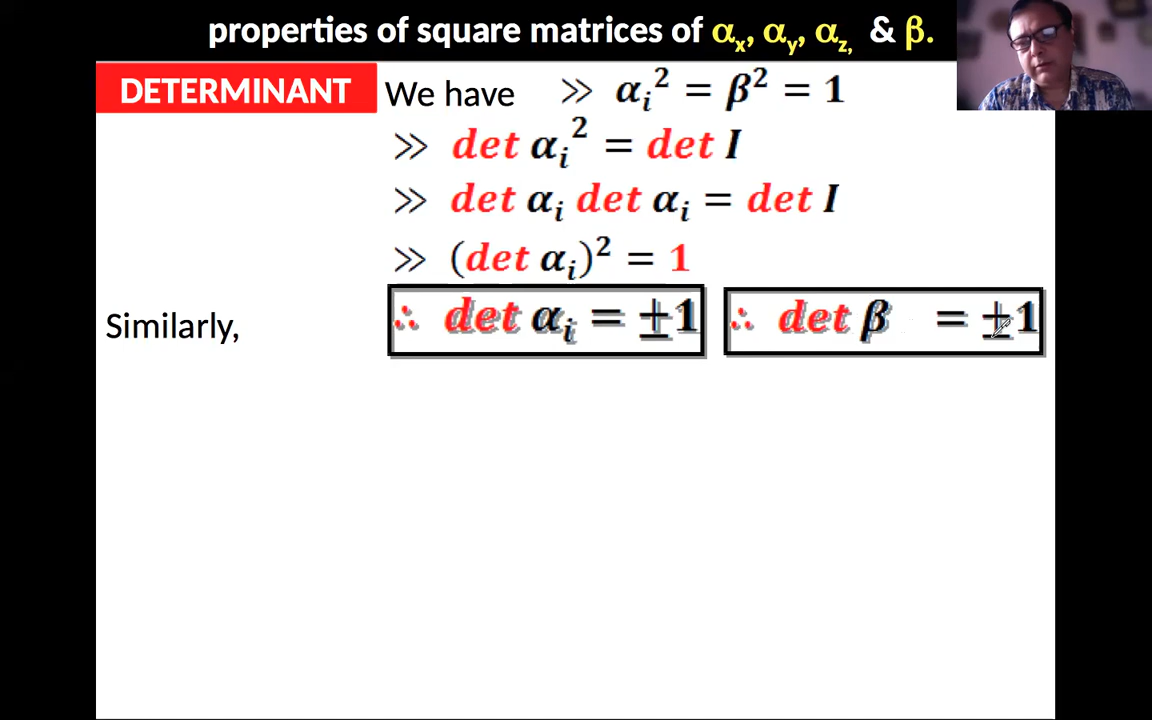 properties of square matrices of αx, αy, αz, & β.
DETERMINANT We have ≫ αᵢ² = β² = 1
≫ det αᵢ² = det I
≫ det αᵢ det αᵢ = det I
≫ (det αᵢ)² = 1
Similarly, ∴ det αᵢ = ±1 ∴ det β = ±1